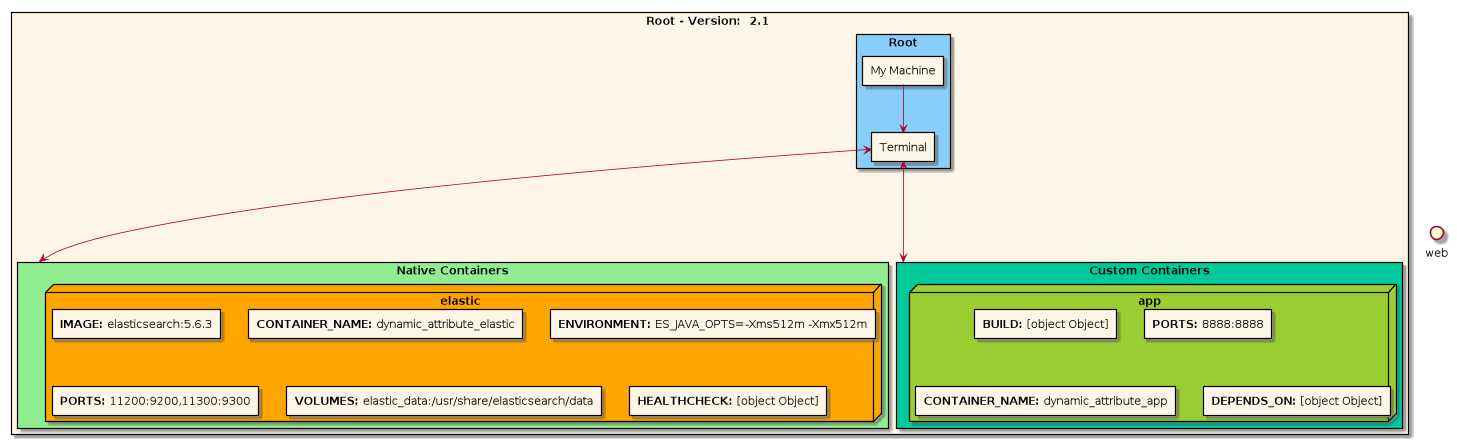 Root - Version:  2.1
Root
My Machine
Terminal
web
Native Containers
Custom Containers
elastic
app
IMAGE: elasticsearch:5.6.3
CONTAINER_NAME: dynamic_attribute_elastic
ENVIRONMENT: ES_JAVA_OPTS=-Xms512m -Xmx512m
BUILD: [object Object]
PORTS: 8888:8888
PORTS: 11200:9200,11300:9300
VOLUMES: elastic_data:/usr/share/elasticsearch/data
HEALTHCHECK: [object Object]
CONTAINER_NAME: dynamic_attribute_app
DEPENDS_ON: [object Object]